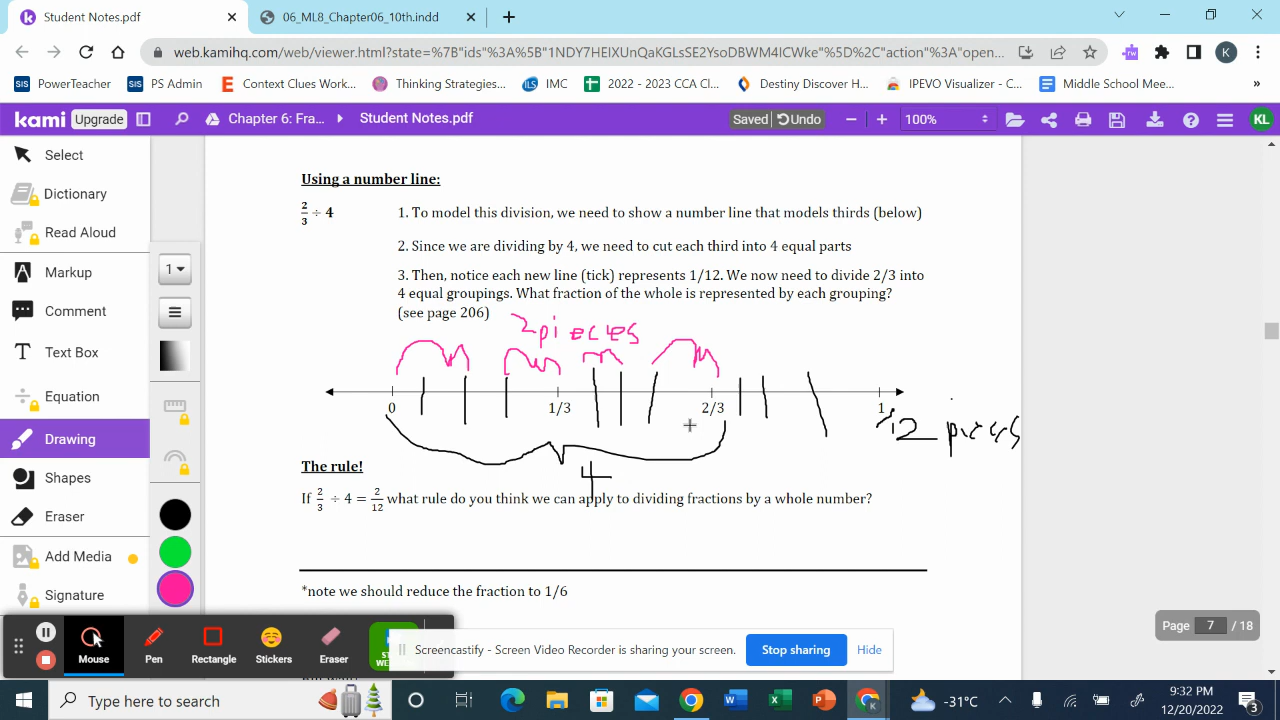 Student Notes.pdf
06_ML8_Chapter06_10th.indd
web.kamihq.com/web/viewer.html?state=%7B"ids"%3A%5B"1NDY7HEIXUnQaKGLsSE2YsoDBWM4lCWke"%5D%2C"action"%3A"open...
K
PowerTeacher
PS Admin
Context Clues Work
Thinking Strategies...
IMC
2022 - 2023 CCA Cl...
Destiny Discover H...
IPEVO Visualizer - C...
Middle School Mee...
»
kami Upgrade
Chapter 6: Fra...
Student Notes.pdf
Saved Undo
100%
KL
Select
Dictionary
Read Aloud
Markup
Comment
Text Box
Equation
Drawing
Shapes
Eraser
Add Media
Signature
1
Using a number line:
2/3 ÷ 4
1. To model this division, we need to show a number line that models thirds (below)
2. Since we are dividing by 4, we need to cut each third into 4 equal parts
3. Then, notice each new line (tick) represents 1/12. We now need to divide 2/3 into
4 equal groupings. What fraction of the whole is represented by each grouping?
(see page 206)
2 pi eces
0 1/3 2/3 1
12 pieces
4
The rule!
If 2/3 ÷ 4 = 2/12 what rule do you think we can apply to dividing fractions by a whole number?
*note we should reduce the fraction to 1/6
Page 7 / 18
Mouse
Pen
Rectangle
Stickers
Eraser
Screencastify - Screen Video Recorder is sharing your screen.
Stop sharing
Hide
Type here to search
-31°C
9:32 PM
12/20/2022
3